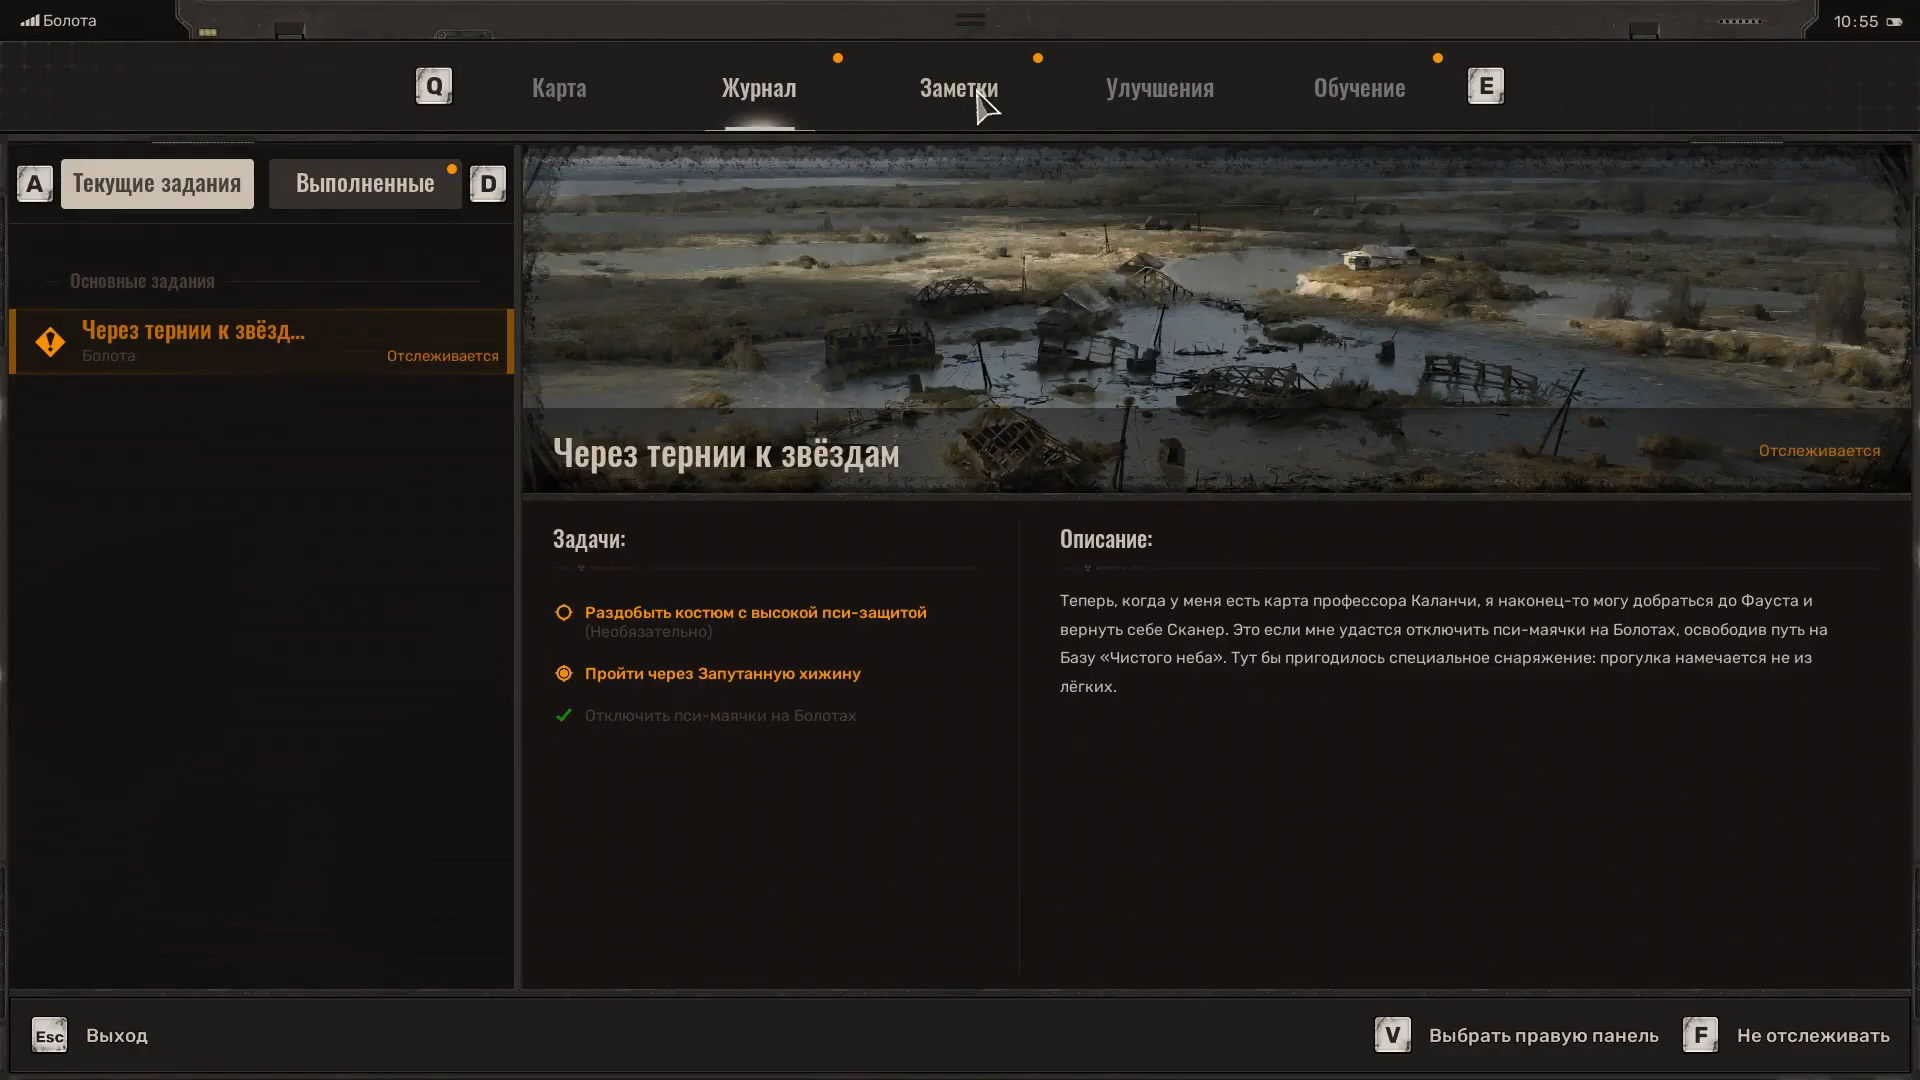 Болота
10:55
Q
Карта
Журнал
Заметки
Улучшения
Обучение
E
A
Текущие задания
Выполненные
D
Основные задания
Через тернии к звёзд...
Болота
Отслеживается
Через тернии к звёздам
Отслеживается
Задачи:
Раздобыть костюм с высокой пси-защитой
(Необязательно)
Пройти через Запутанную хижину
Отключить пси-маячки на Болотах
Описание:
Теперь, когда у меня есть карта профессора Каланчи, я наконец-то могу добраться до Фауста и
вернуть себе Сканер. Это если мне удастся отключить пси-маячки на Болотах, освободив путь на
Базу «Чистого неба». Тут бы пригодилось специальное снаряжение: прогулка намечается не из
лёгких.
Esc
Выход
V
Выбрать правую панель
F
Не отслеживать